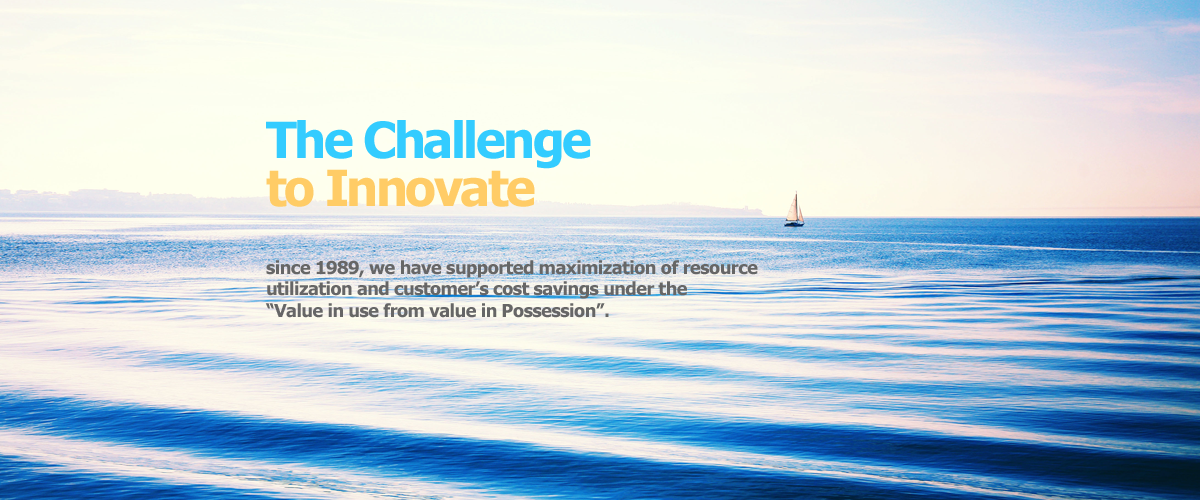 The Challenge
to Innovate
since 1989, we have supported maximization of resource
utilization and customer’s cost savings under the
“Value in use from value in Possession”.